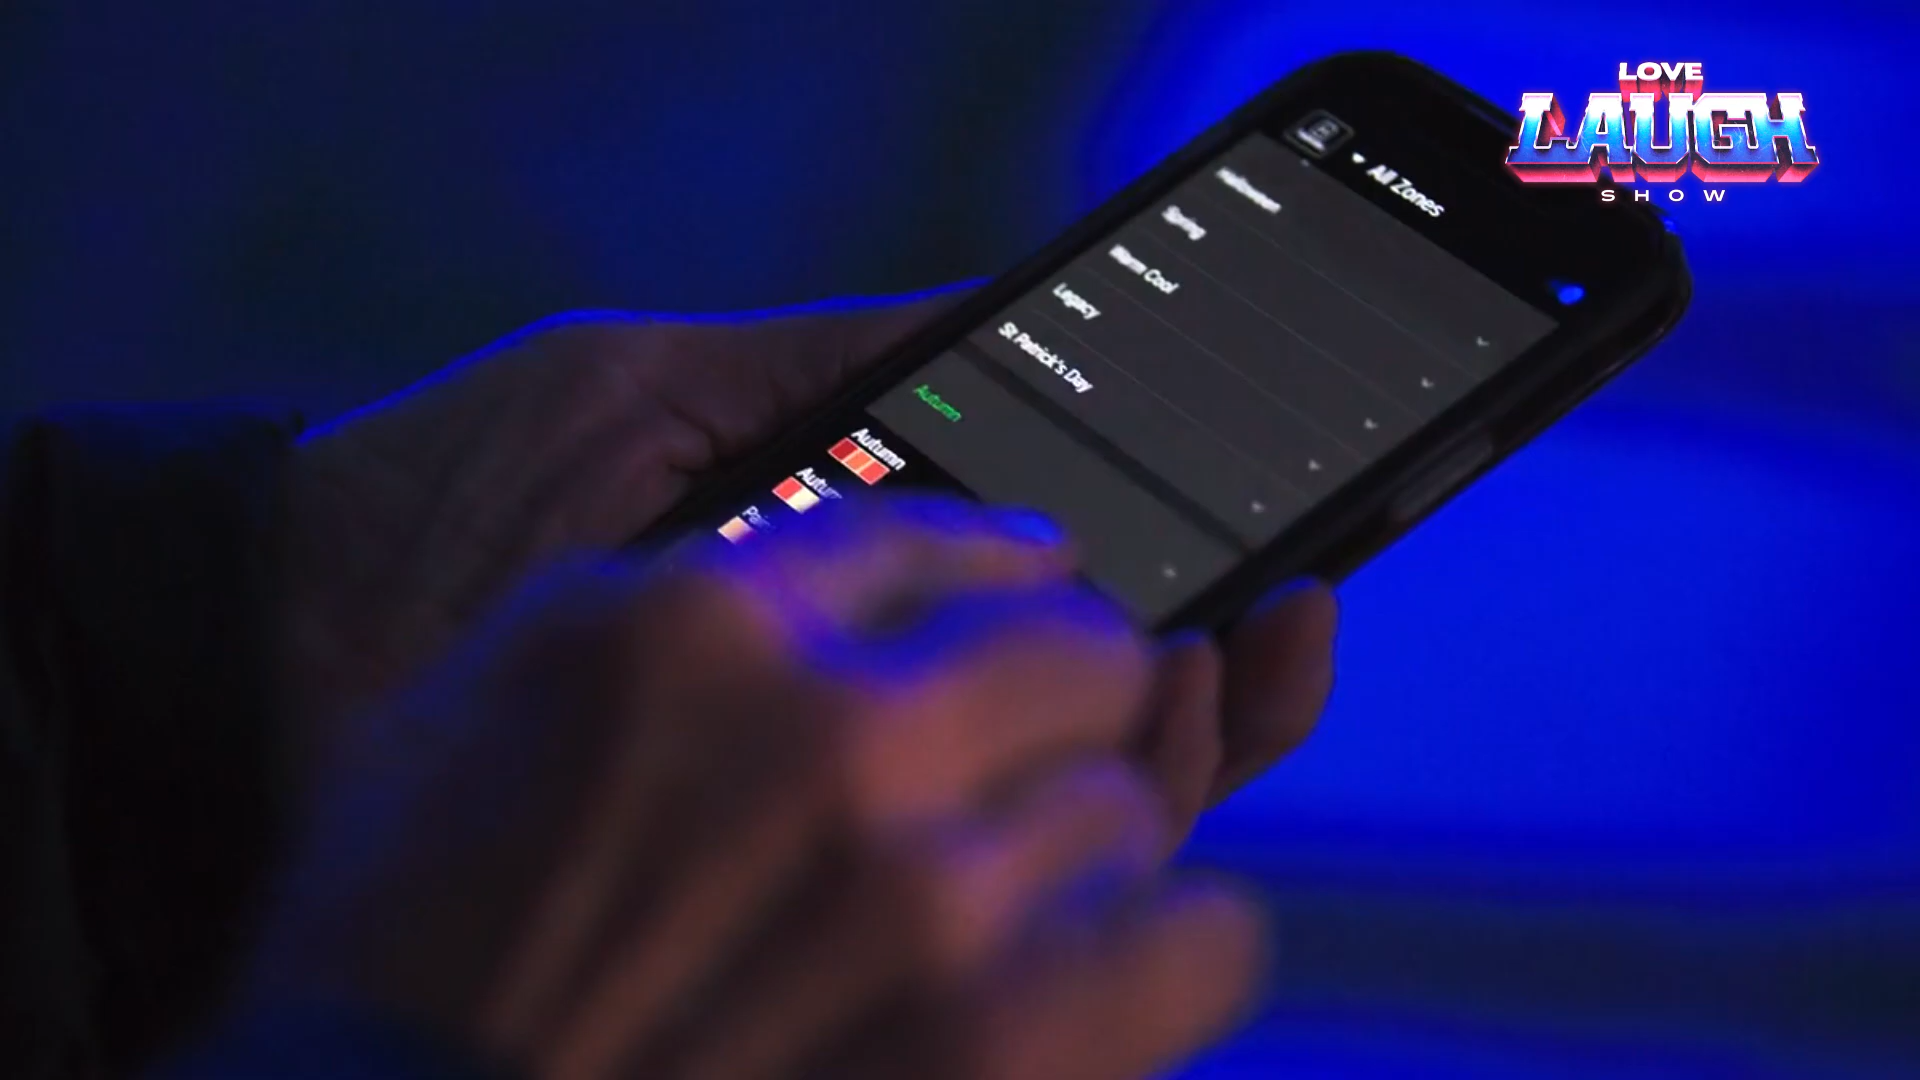 LOVE
LAUGH
SHOW
All Zones
Halloween
Spring
Warm Cool
Legacy
St Patrick's Day
Autumn
Autumn